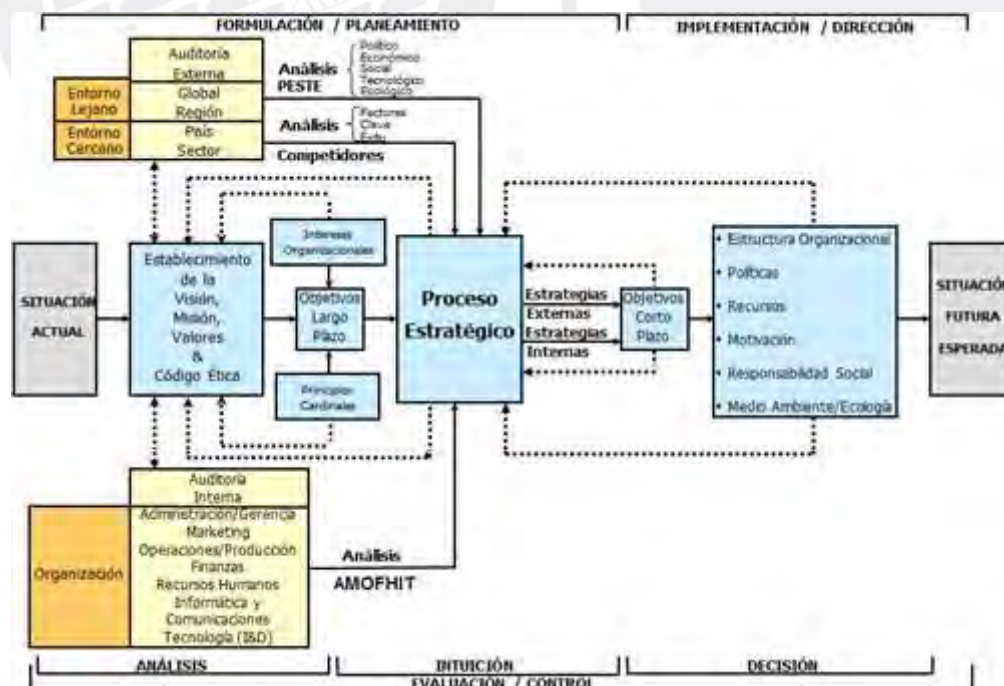 FORMULACIÓN / PLANEAMIENTO
IMPLEMENTACIÓN / DIRECCIÓN
Auditoría
Externa
Global
Región
País
Sector
Entorno
Lejano
Entorno
Cercano
Análisis
PESTE
Político
Económico
Social
Tecnológico
Ecológico
Análisis
Competidores
Factores
Clave
Éxito
SITUACIÓN
ACTUAL
Establecimiento
de la
Visión,
Misión,
Valores
&
Código Ética
Intereses
Organizacionales
Objetivos
Largo
Plazo
Principios
Cardinales
Proceso
Estratégico
Estrategias
Externas
Estrategias
Internas
Objetivos
Corto
Plazo
• Estructura Organizacional
• Políticas
• Recursos
• Motivación
• Responsabilidad Social
• Medio Ambiente/Ecología
SITUACIÓN
FUTURA
ESPERADA
Auditoría
Interna
Administración/Gerencia
Marketing
Operaciones/Producción
Finanzas
Recursos Humanos
Informática y
Comunicaciones
Tecnología (I&D)
Organización
Análisis
AMOFHIT
ANÁLISIS
INTUICIÓN
DECISIÓN
EVALUACIÓN / CONTROL